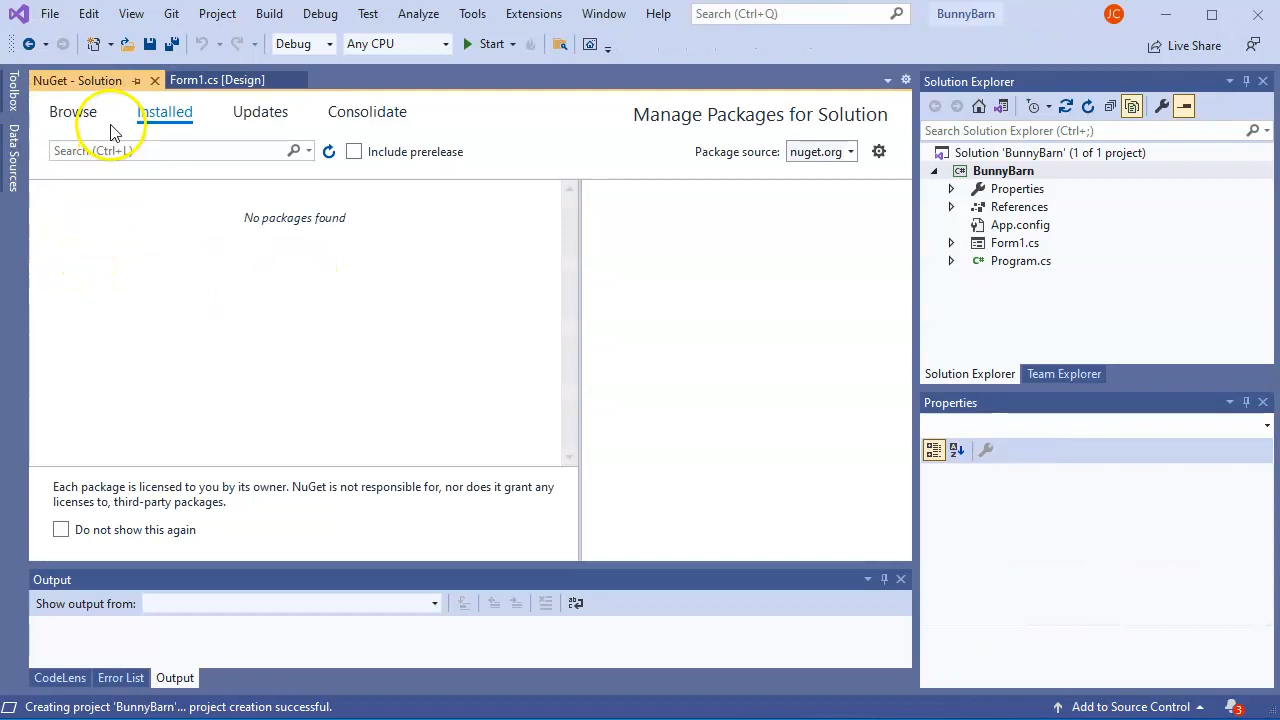 File Edit View Git Project Build Debug Test Analyze Tools Extensions Window Help Search (Ctrl+Q) BunnyBarn JC
Debug Any CPU Start Live Share
Toolbox
Data Sources
NuGet - Solution Form1.cs [Design]
Browse Installed Updates Consolidate
Manage Packages for Solution
Search (Ctrl+L) Include prerelease Package source: nuget.org
No packages found
Each package is licensed to you by its owner. NuGet is not responsible for, nor does it grant any
licenses to, third-party packages.
Do not show this again
Output
Show output from:
CodeLens Error List Output
Solution Explorer
Search Solution Explorer (Ctrl+;)
Solution 'BunnyBarn' (1 of 1 project)
C# BunnyBarn
Properties
References
App.config
Form1.cs
C# Program.cs
Solution Explorer Team Explorer
Properties
Creating project 'BunnyBarn'... project creation successful. Add to Source Control 3